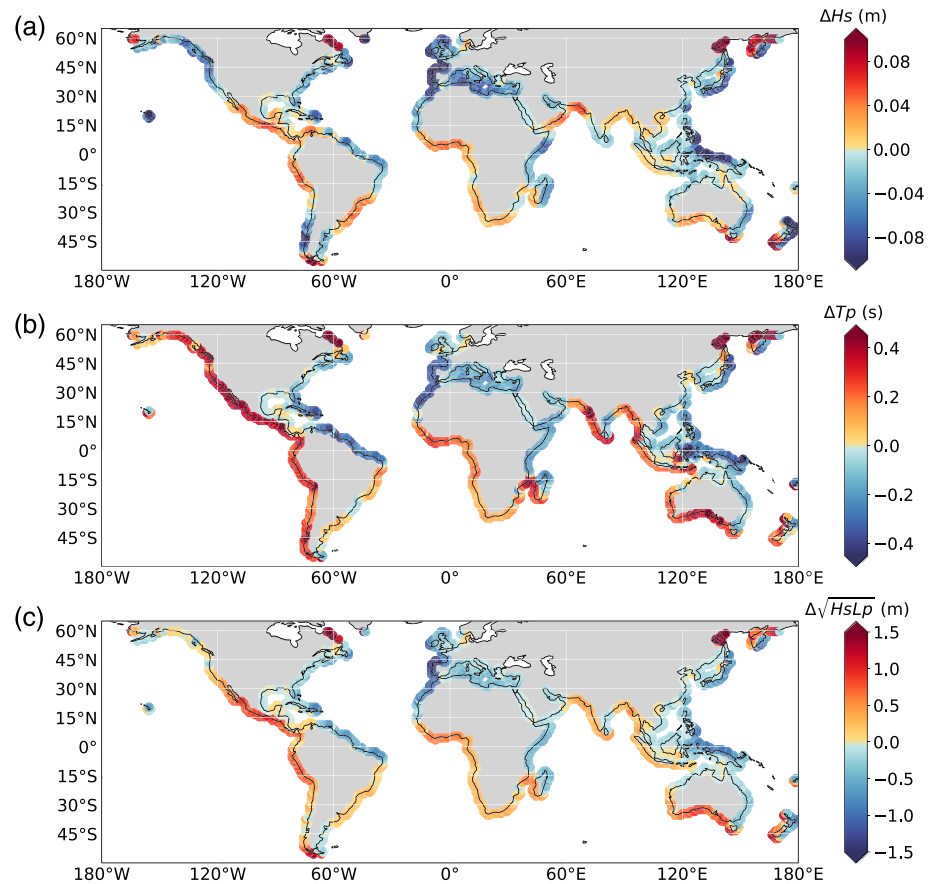 (a)
ΔHs (m)
60°N
45°N
30°N
15°N
0°
15°S
30°S
45°S
180°W 120°W 60°W 0° 60°E 120°E 180°E
0.08
0.04
0.00
−0.04
−0.08
(b)
ΔTp (s)
60°N
45°N
30°N
15°N
0°
15°S
30°S
45°S
180°W 120°W 60°W 0° 60°E 120°E 180°E
0.4
0.2
0.0
−0.2
−0.4
(c)
Δ√HsLp (m)
60°N
45°N
30°N
15°N
0°
15°S
30°S
45°S
180°W 120°W 60°W 0° 60°E 120°E 180°E
1.5
1.0
0.5
0.0
−0.5
−1.0
−1.5